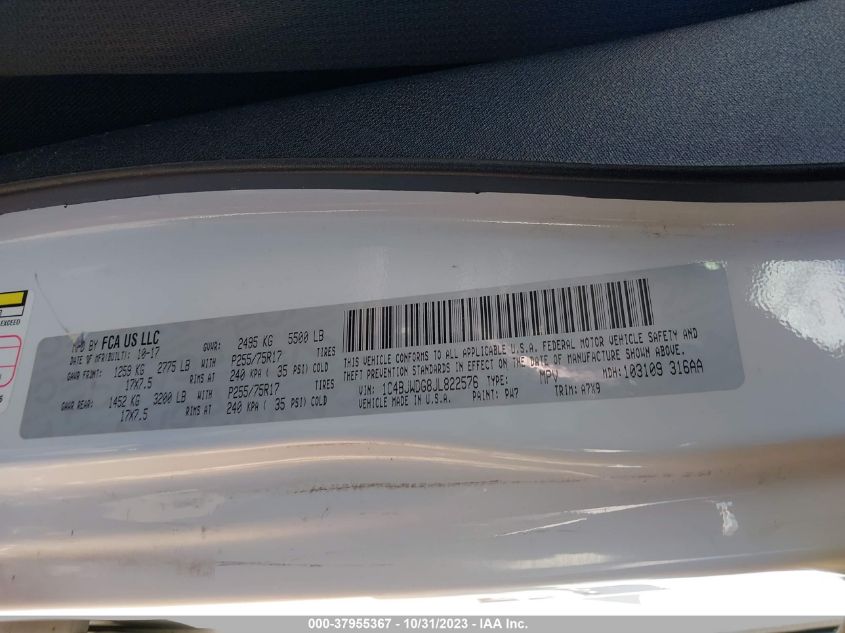 MFD BY FCA US LLC
DATE OF MFR/BUILT(: 10-17
GVWR: 2495 KG 5500 LB
GAWR FRONT: 1259 KG 2775 LB WITH P255/75R17 TIRES
17X7.5 RIMS AT 240 KPA ( 35 PSI) COLD
GAWR REAR: 1452 KG 3200 LB WITH P255/75R17 TIRES
17X7.5 RIMS AT 240 KPA ( 35 PSI) COLD
THIS VEHICLE CONFORMS TO ALL APPLICABLE U.S.A. FEDERAL MOTOR VEHICLE SAFETY AND
THEFT PREVENTION STANDARDS IN EFFECT ON THE DATE OF MANUFACTURE SHOWN ABOVE.
VIN: 1C4BJWDG8JL822576 TYPE: MPV MDH: 103109 316AA
VEHICLE MADE IN U.S.A. PAINT: PW7 TRIM: A7X9
EXCEED
000-37955367 | 10/31/2023 | © IAA Inc.